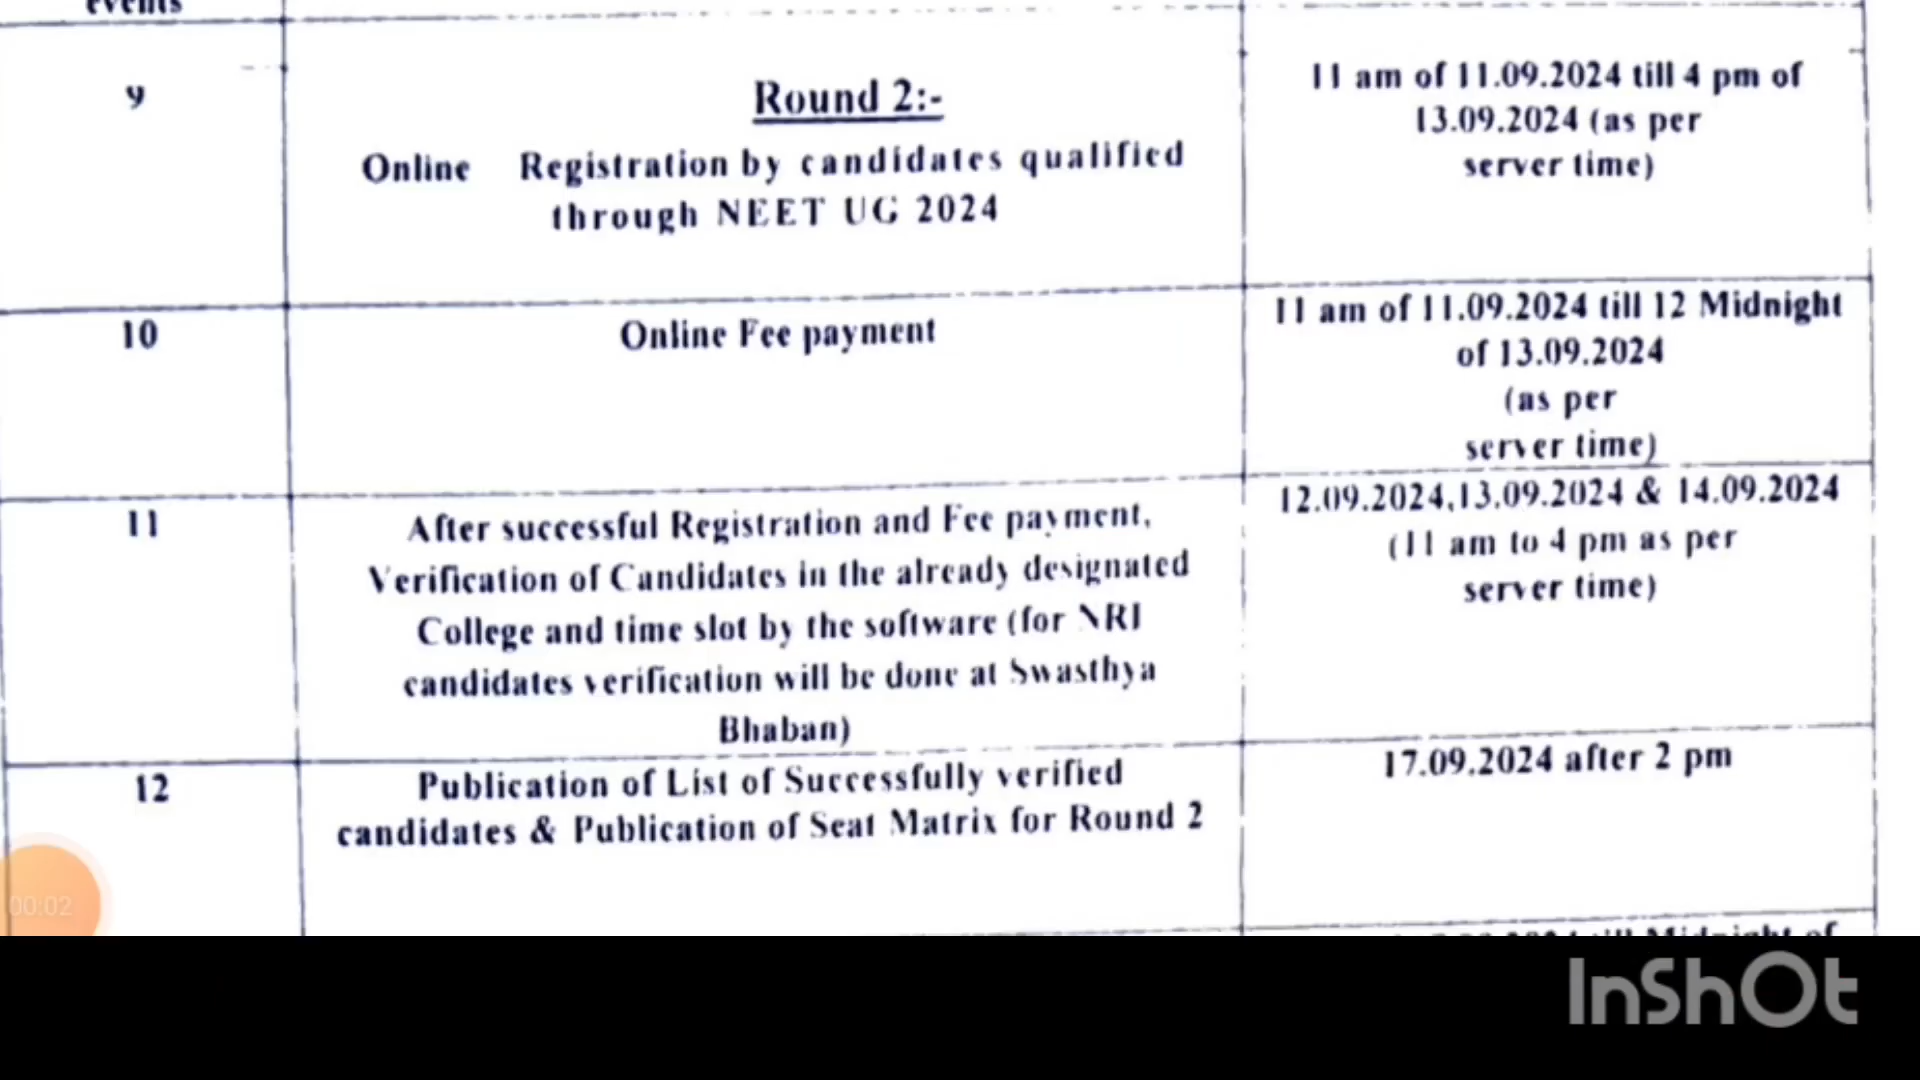 events
9
Round 2:-
Online Registration by candidates qualified
through NEET UG 2024
11 am of 11.09.2024 till 4 pm of
13.09.2024 (as per
server time)
10
Online Fee payment
11 am of 11.09.2024 till 12 Midnight
of 13.09.2024
(as per
server time)
11
After successful Registration and Fee payment,
Verification of Candidates in the already designated
College and time slot by the software (for NRI
candidates verification will be done at Swasthya
Bhaban)
12.09.2024,13.09.2024 & 14.09.2024
(11 am to 4 pm as per
server time)
12
Publication of List of Successfully verified
candidates & Publication of Seat Matrix for Round 2
17.09.2024 after 2 pm
till Midnight of
00:02
InShOt